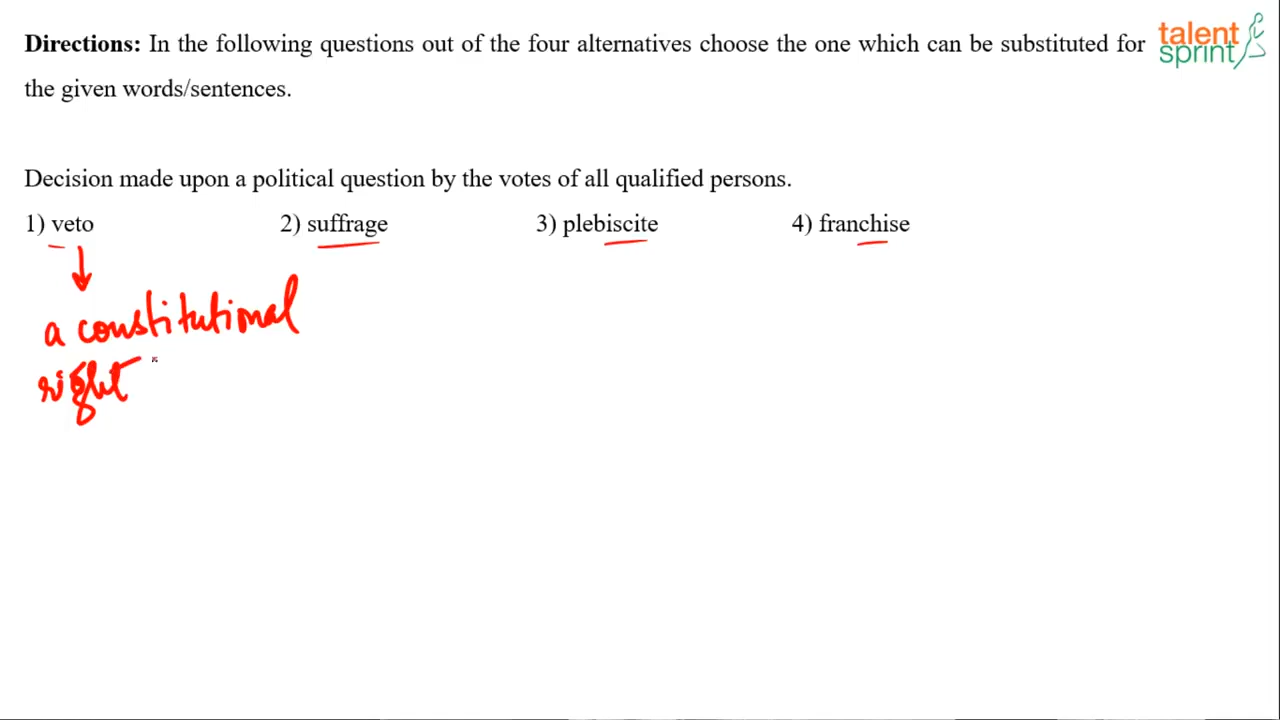 Directions: In the following questions out of the four alternatives choose the one which can be substituted for
the given words/sentences.
talent
sprint
Decision made upon a political question by the votes of all qualified persons.
1) veto 2) suffrage 3) plebiscite 4) franchise
a constitutional
right